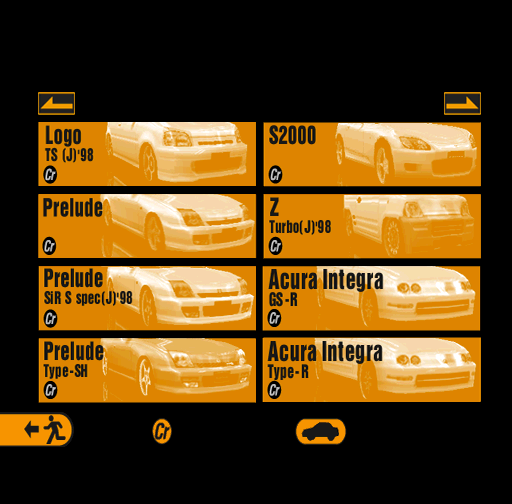 Logo
TS (J)'98
Cr
S2000
Cr
Prelude
Cr
Z
Turbo(J)'98
Cr
Prelude
SiR S spec(J)'98
Cr
Acura Integra
GS-R
Cr
Prelude
Type-SH
Cr
Acura Integra
Type-R
Cr
Cr